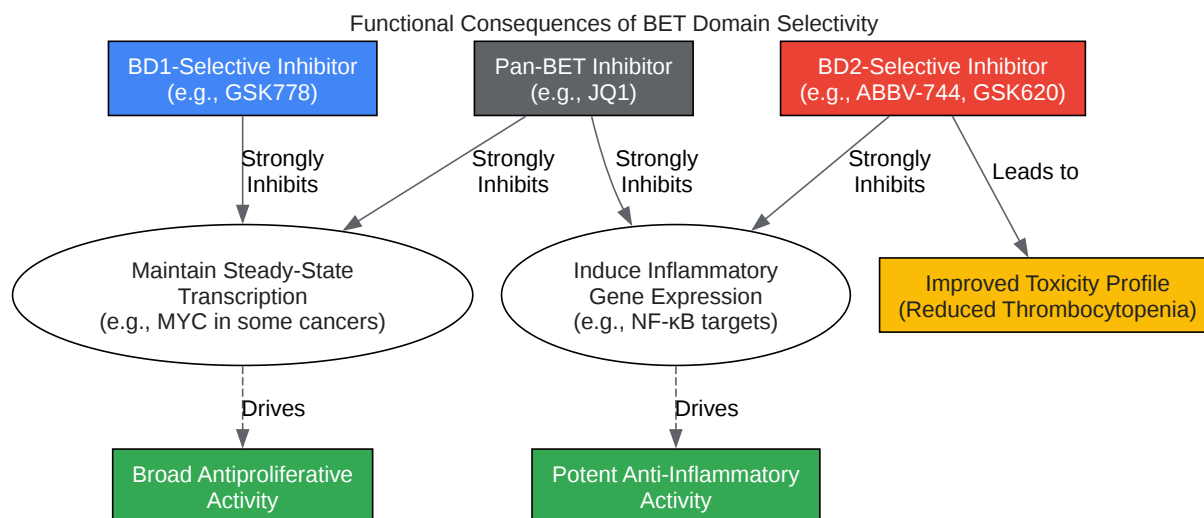 Functional Consequences of BET Domain Selectivity
BD1-Selective Inhibitor
(e.g., GSK778)
Pan-BET Inhibitor
(e.g., JQ1)
BD2-Selective Inhibitor
(e.g., ABBV-744, GSK620)
Strongly
Inhibits
Strongly
Inhibits
Strongly
Inhibits
Strongly
Inhibits
Leads to
Maintain Steady-State
Transcription
(e.g., MYC in some cancers)
Induce Inflammatory
Gene Expression
(e.g., NF-κB targets)
Improved Toxicity Profile
(Reduced Thrombocytopenia)
Drives
Drives
Broad Antiproliferative
Activity
Potent Anti-Inflammatory
Activity